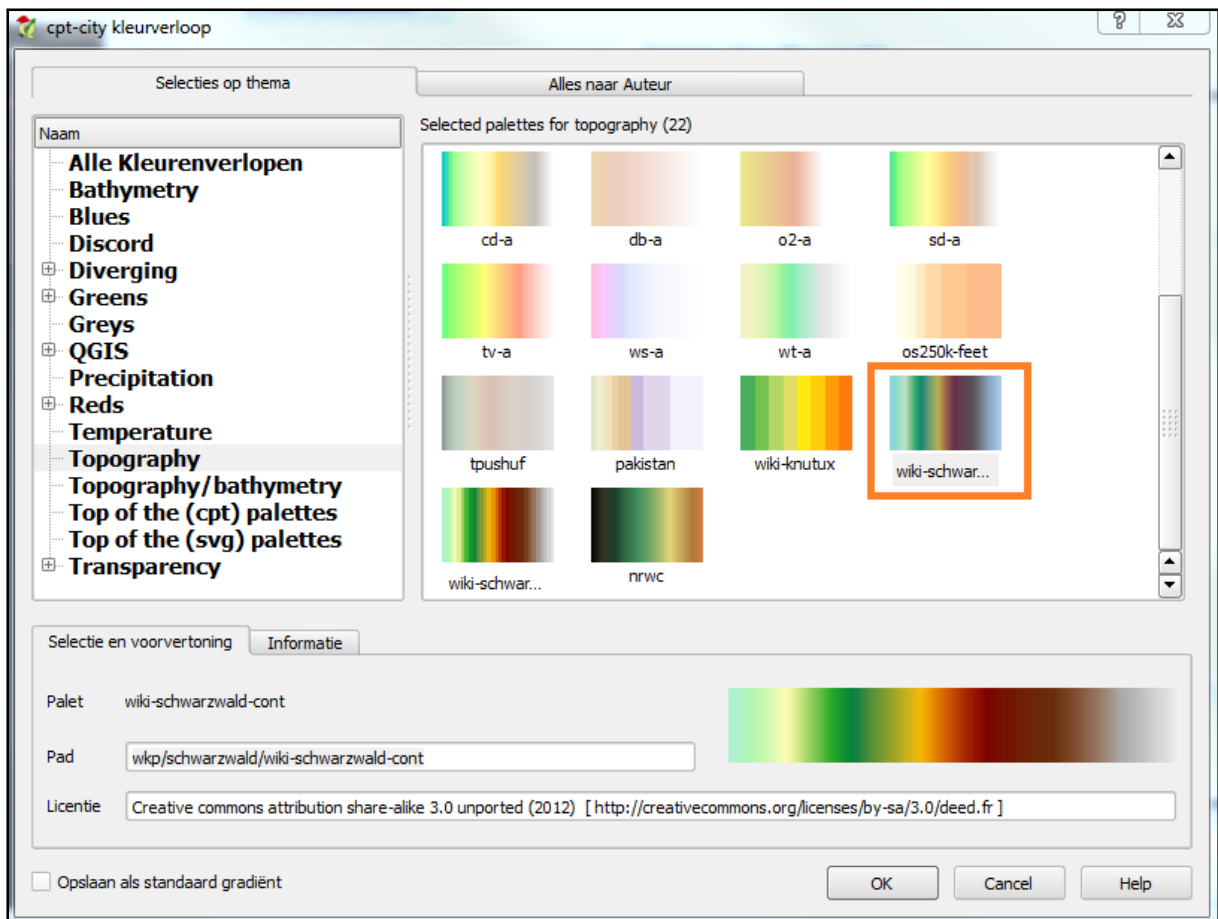 cpt-city kleurverloop
Selecties op thema
Alles naar Auteur
Naam
Alle Kleurenverlopen
Bathymetry
Blues
Discord
Diverging
Greens
Greys
QGIS
Precipitation
Reds
Temperature
Topography
Topography/bathymetry
Top of the (cpt) palettes
Top of the (svg) palettes
Transparency
Selected palettes for topography (22)
cd-a db-a o2-a sd-a
tv-a ws-a wt-a os250k-feet
tpushuf pakistan wiki-knutux wiki-schwar...
wiki-schwar... nrwc
Selectie en voorvertoning Informatie
Palet wiki-schwarzwald-cont
Pad wkp/schwarzwald/wiki-schwarzwald-cont
Licentie Creative commons attribution share-alike 3.0 unported (2012) [ http://creativecommons.org/licenses/by-sa/3.0/deed.fr ]
Opslaan als standaard gradiënt
OK Cancel Help